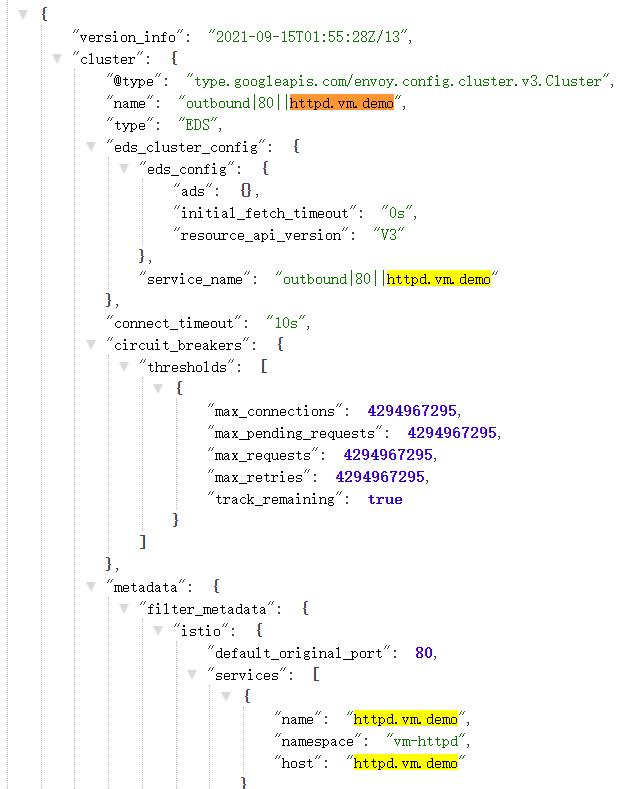 {
"version_info": "2021-09-15T01:55:28Z/13",
"cluster": {
"@type": "type.googleapis.com/envoy.config.cluster.v3.Cluster",
"name": "outbound|80||httpd.vm.demo",
"type": "EDS",
"eds_cluster_config": {
"eds_config": {
"ads": {},
"initial_fetch_timeout": "0s",
"resource_api_version": "V3"
},
"service_name": "outbound|80||httpd.vm.demo"
},
"connect_timeout": "10s",
"circuit_breakers": {
"thresholds": [
{
"max_connections": 4294967295,
"max_pending_requests": 4294967295,
"max_requests": 4294967295,
"max_retries": 4294967295,
"track_remaining": true
}
]
},
"metadata": {
"filter_metadata": {
"istio": {
"default_original_port": 80,
"services": [
{
"name": "httpd.vm.demo",
"namespace": "vm-httpd",
"host": "httpd.vm.demo"
}